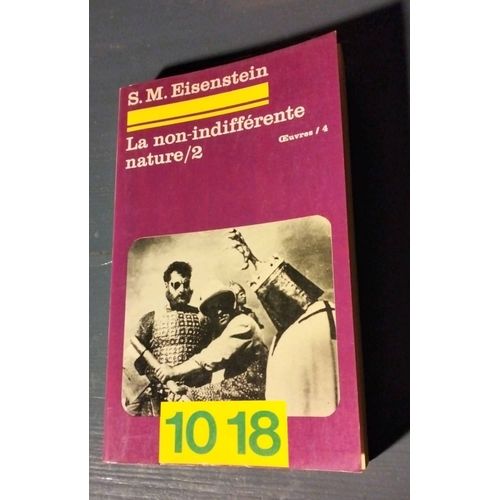 S. M. Eisenstein
La non-indifférente
nature/2
Œuvres / 4
10 18